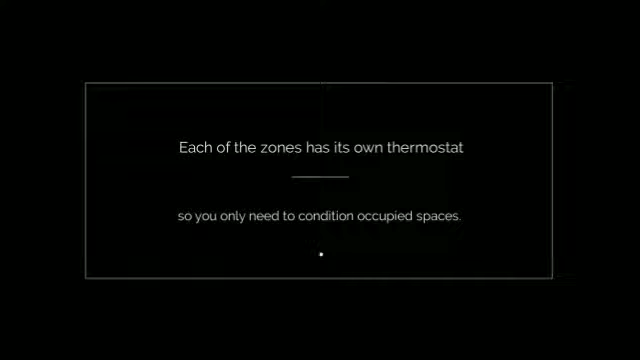 Each of the zones has its own thermostat
so you only need to condition occupied spaces.